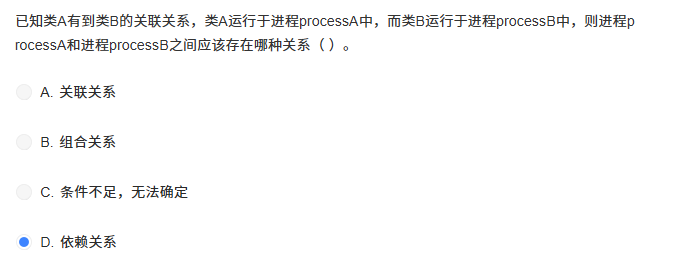 已知类A有到类B的关联关系，类A运行于进程processA中，而类B运行于进程processB中，则进程p
rocessA和进程processB之间应该存在哪种关系（ ）。
A. 关联关系
B. 组合关系
C. 条件不足，无法确定
D. 依赖关系